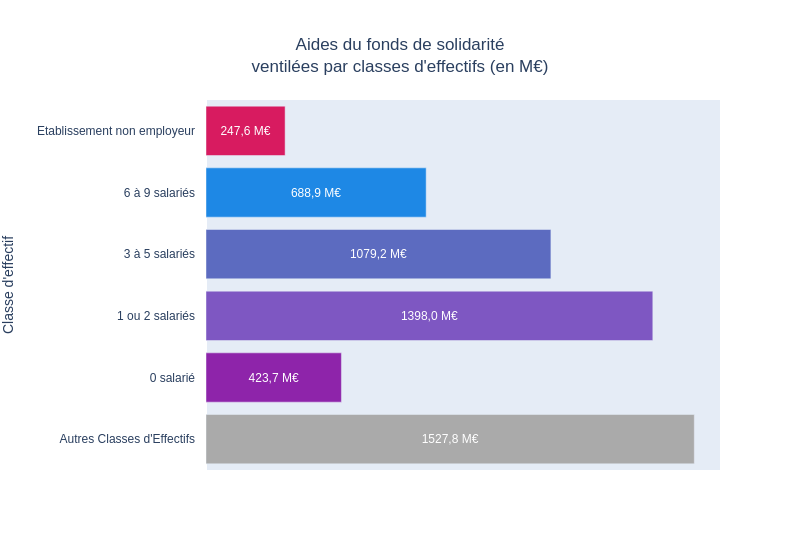 Aides du fonds de solidarité
ventilées par classes d'effectifs (en M€)
Classe d'effectif
Etablissement non employeur
247,6 M€
6 à 9 salariés
688,9 M€
3 à 5 salariés
1079,2 M€
1 ou 2 salariés
1398,0 M€
0 salarié
423,7 M€
Autres Classes d'Effectifs
1527,8 M€